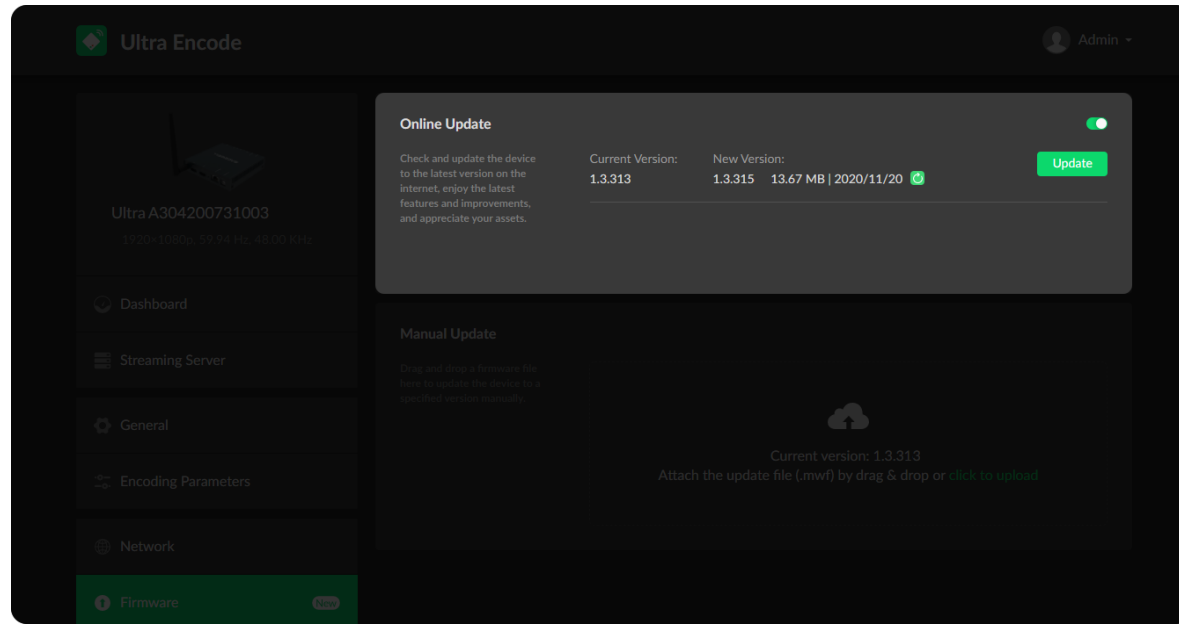 Ultra Encode
Admin
Ultra A304200731003
1920×1080p, 59.94 Hz, 48.00 KHz
Dashboard
Streaming Server
General
Encoding Parameters
Network
Firmware
New
Online Update
Check and update the device
to the latest version on the
internet, enjoy the latest
features and improvements,
and appreciate your assets.
Current Version:
1.3.313
New Version:
1.3.315 13.67 MB | 2020/11/20
Update
Manual Update
Drag and drop a firmware file
here to update the device to a
specified version manually.
Current version: 1.3.313
Attach the update file (.mwf) by drag & drop or click to upload